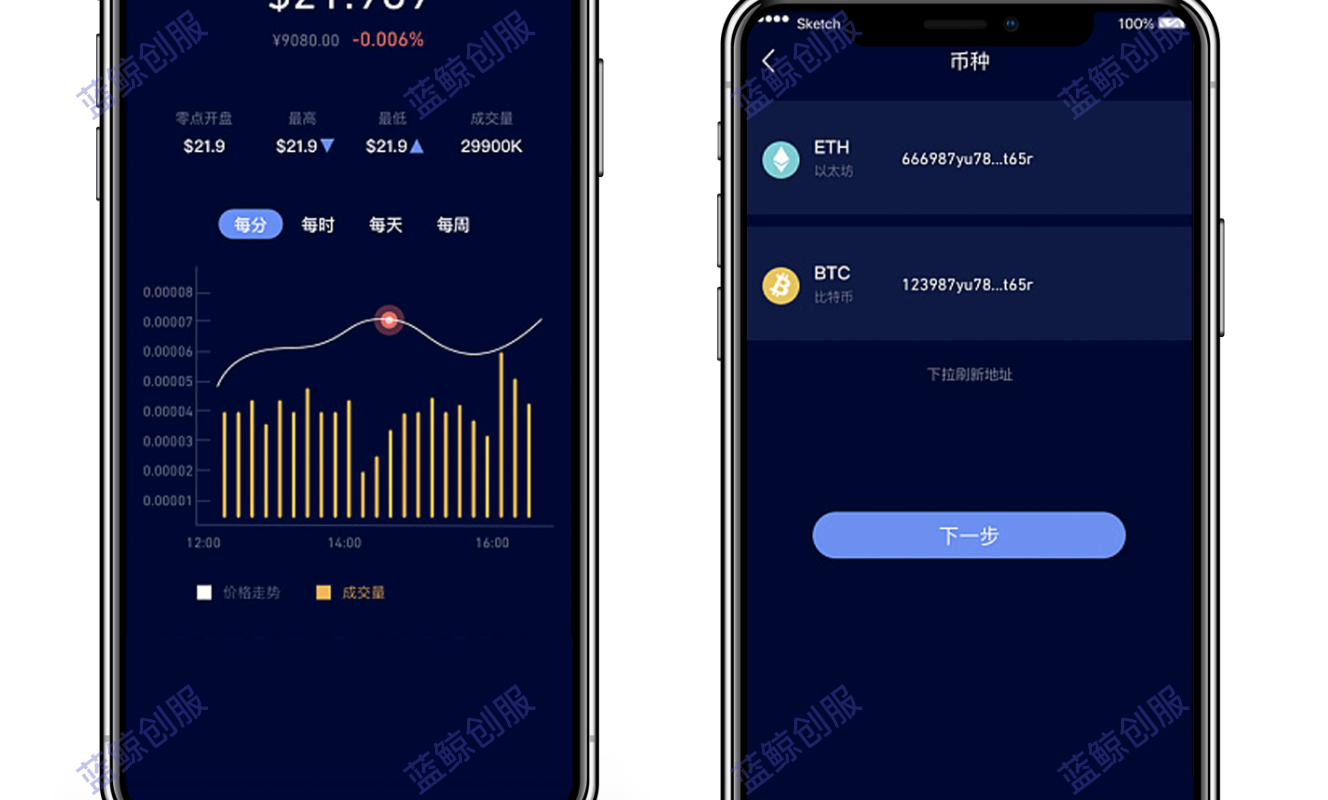 ¥9080.00 -0.006%
零点开盘 最高 最低 成交量
$21.9 $21.9 $21.9 29900K
每分 每时 每天 每周
0.00008
0.00007
0.00006
0.00005
0.00004
0.00003
0.00002
0.00001
12:00 14:00 16:00
价格走势 成交量
Sketch 100%
币种
ETH
以太坊
666987yu78...t65r
BTC
比特币
123987yu78...t65r
下拉刷新地址
下一步
蓝鲸创服
蓝鲸创服
蓝鲸创服
蓝鲸创服
蓝鲸创服
蓝鲸创服
蓝鲸创服
蓝鲸创服